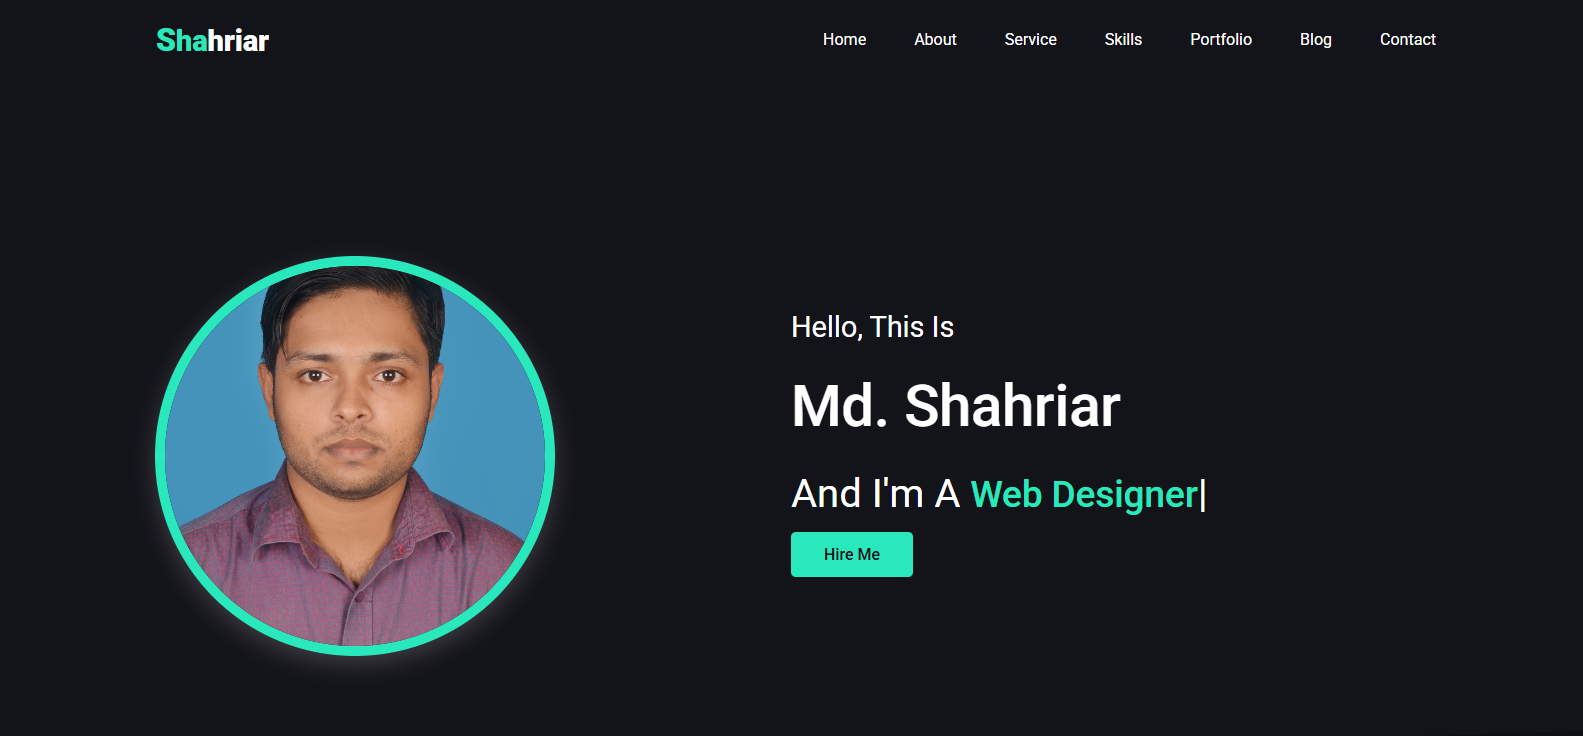 Shahriar
Home About Service Skills Portfolio Blog Contact
Hello, This Is
Md. Shahriar
And I'm A Web Designer|
Hire Me